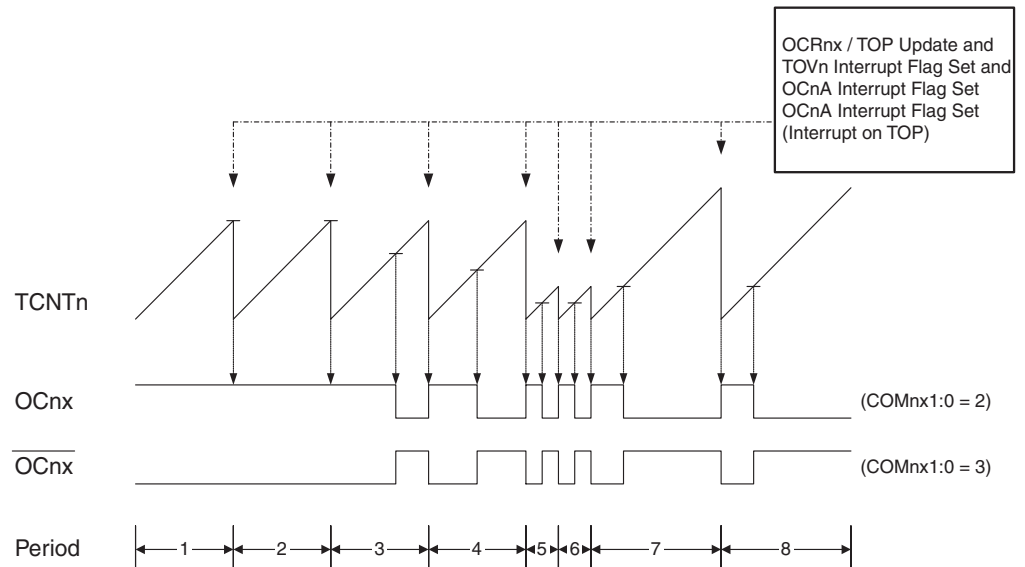 OCRnx / TOP Update and
TOVn Interrupt Flag Set and
OCnA Interrupt Flag Set
OCnA Interrupt Flag Set
(Interrupt on TOP)
TCNTn
OCnx (COMnx1:0 = 2)
OCnx (COMnx1:0 = 3)
Period 1 2 3 4 5 6 7 8